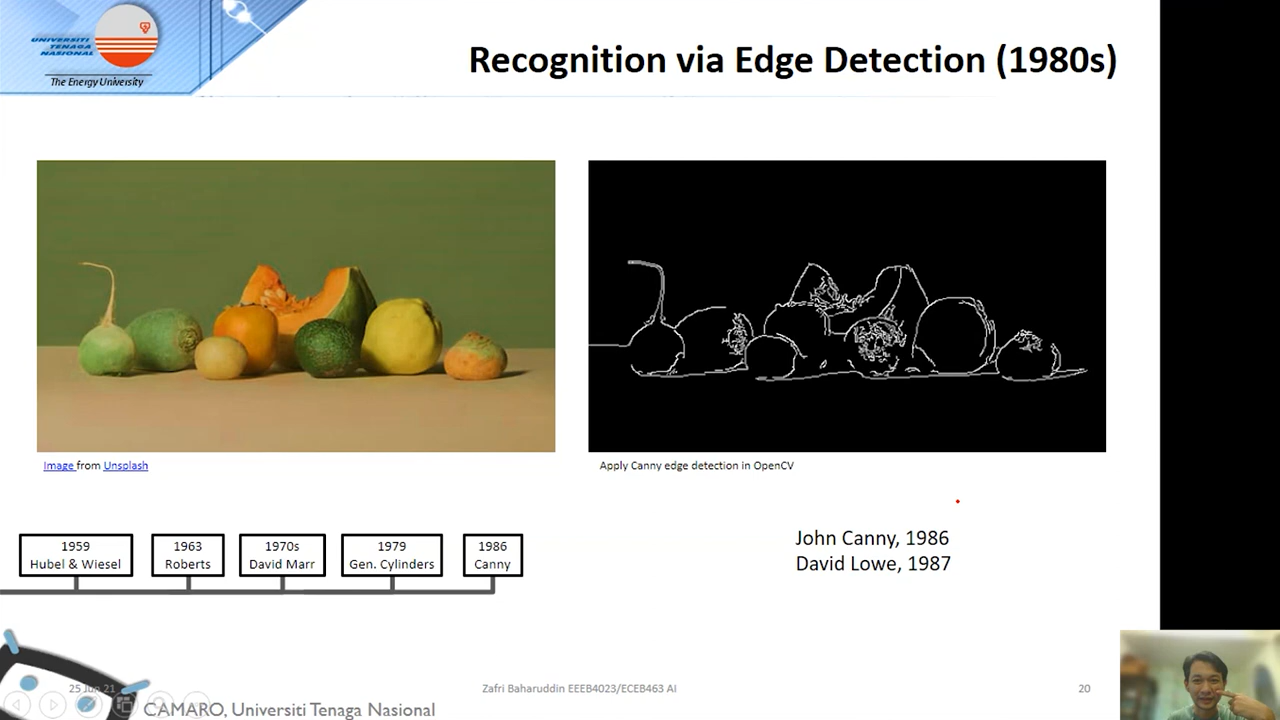 UNIVERSITI
TENAGA
NASIONAL
The Energy University
Recognition via Edge Detection (1980s)
Image from Unsplash
Apply Canny edge detection in OpenCV
John Canny, 1986
David Lowe, 1987
1959
Hubel & Wiesel
1963
Roberts
1970s
David Marr
1979
Gen. Cylinders
1986
Canny
25 Jun 21
Zafri Baharuddin EEEB4023/ECEB463 AI
20
CAMARO, Universiti Tenaga Nasional